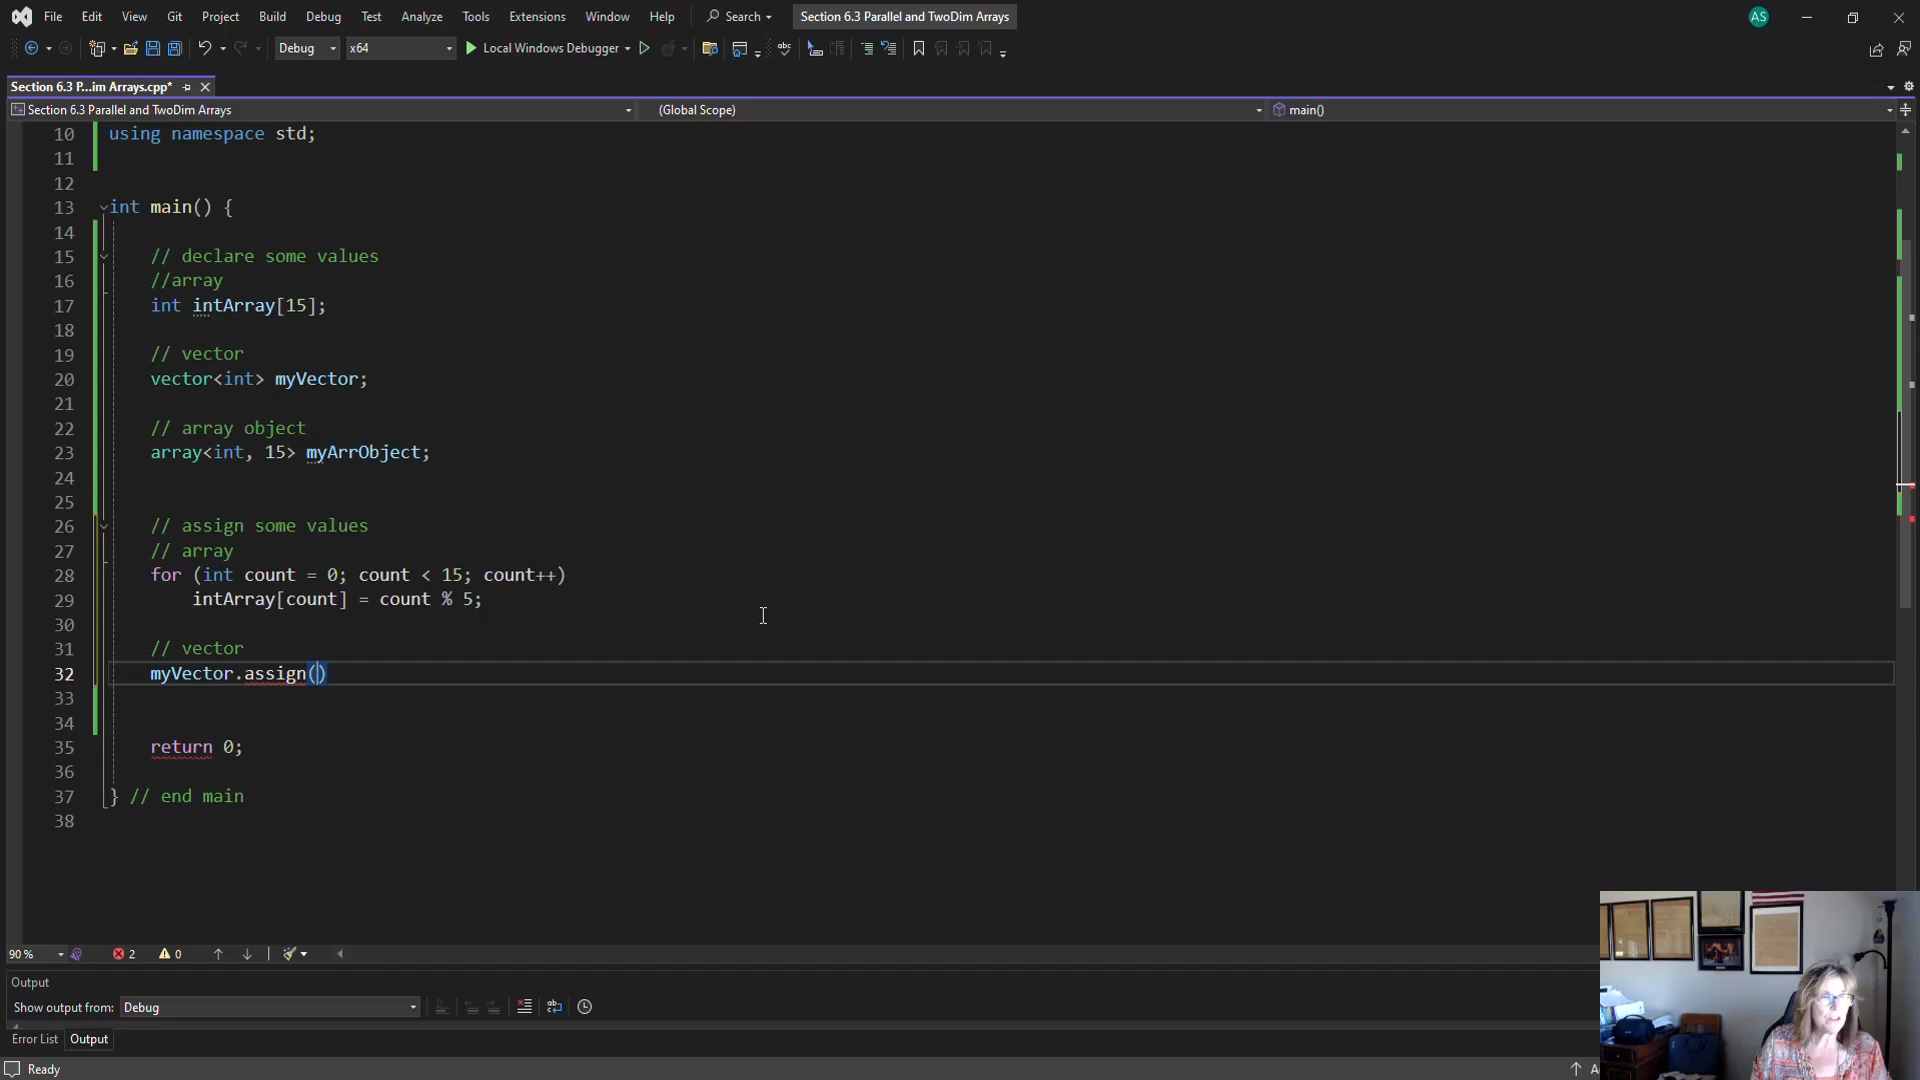 File Edit View Git Project Build Debug Test Analyze Tools Extensions Window Help Search Section 6.3 Parallel and TwoDim Arrays AS
Debug x64 Local Windows Debugger
Section 6.3 P...im Arrays.cpp*
Section 6.3 Parallel and TwoDim Arrays (Global Scope) main()
10 using namespace std;
11
12
13 int main() {
14
15 // declare some values
16 //array
17 int intArray[15];
18
19 // vector
20 vector<int> myVector;
21
22 // array object
23 array<int, 15> myArrObject;
24
25
26 // assign some values
27 // array
28 for (int count = 0; count < 15; count++)
29 intArray[count] = count % 5;
30
31 // vector
32 myVector.assign()
33
34
35 return 0;
36
37 } // end main
38
90 % 2 0
Output
Show output from: Debug
Error List Output
Ready